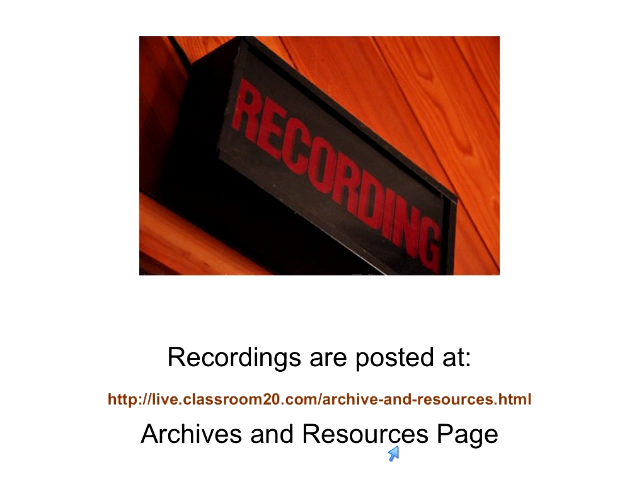 RECORDING
Recordings are posted at:
http://live.classroom20.com/archive-and-resources.html
Archives and Resources Page